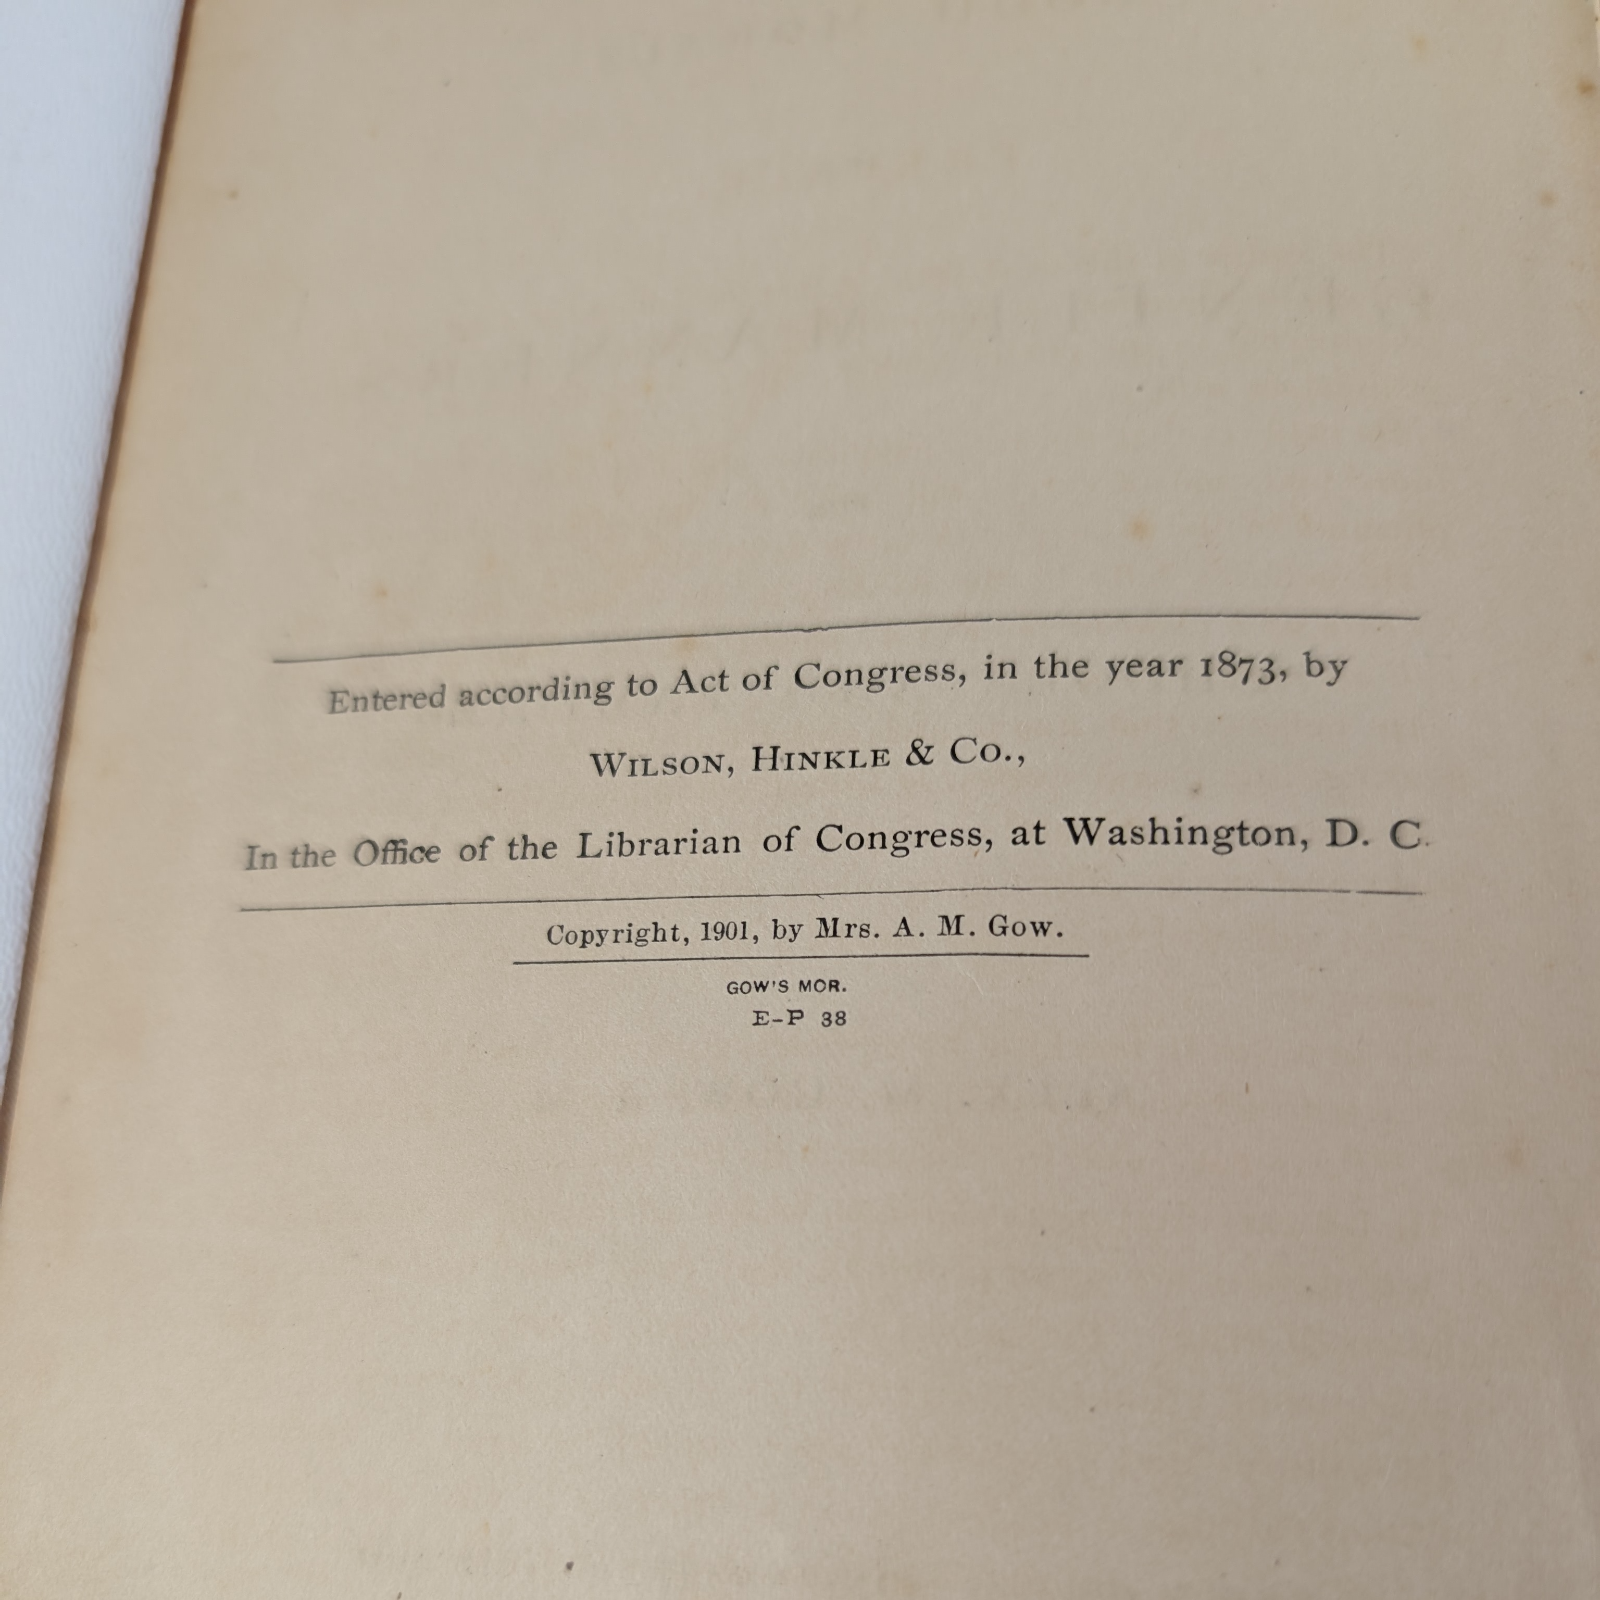 Entered according to Act of Congress, in the year 1873, by
WILSON, HINKLE & CO.,
In the Office of the Librarian of Congress, at Washington, D. C.
Copyright, 1901, by Mrs. A. M. Gow.
GOW'S MOR.
E-P 38